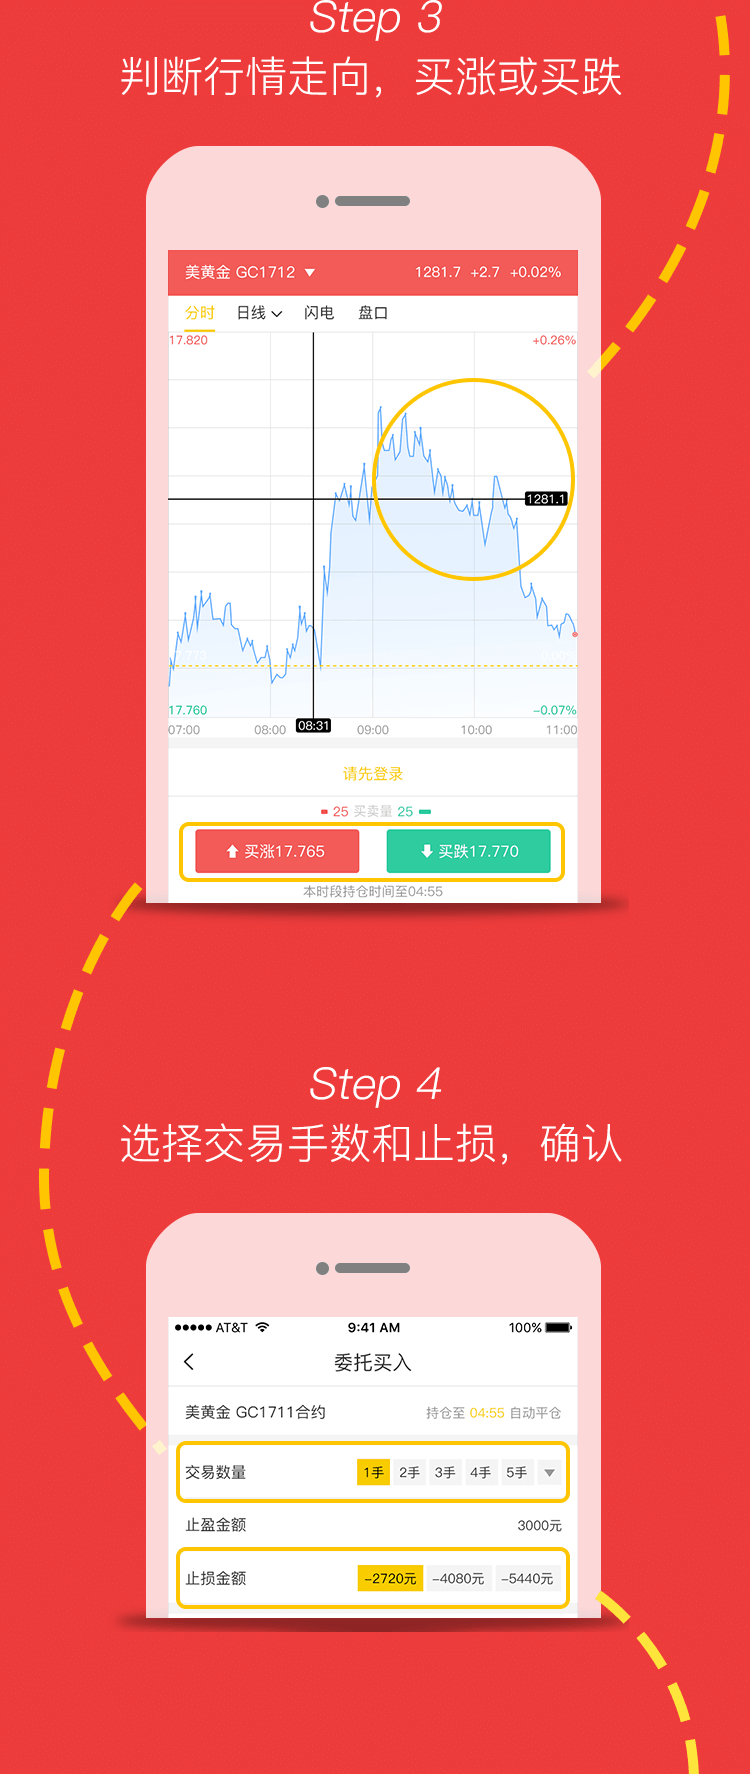 Step 3
判断行情走向，买涨或买跌
美黄金 GC1712 1281.7 +2.7 +0.02%
分时 日线 闪电 盘口
17.820 +0.26%
1281.1
17.760 -0.07%
07:00 08:00 08:31 09:00 10:00 11:00
请先登录
25 买卖量 25
买涨17.765 买跌17.770
本时段持仓时间至04:55
Step 4
选择交易手数和止损，确认
AT&T 9:41 AM 100%
委托买入
美黄金 GC1711合约 持仓至 04:55 自动平仓
交易数量 1手 2手 3手 4手 5手
止盈金额 3000元
止损金额 -2720元 -4080元 -5440元